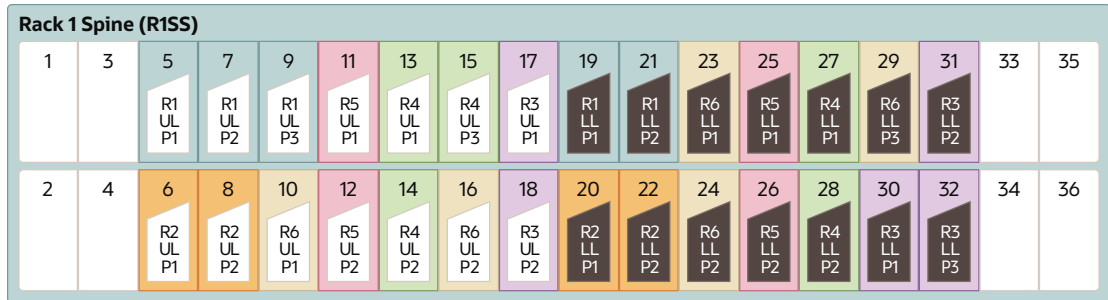 Rack 1 Spine (R1SS)
1 3 5 7 9 11 13 15 17 19 21 23 25 27 29 31 33 35
R1 R1 R1 R5 R4 R4 R3 R1 R1 R6 R5 R4 R6 R3
UL UL UL UL UL UL UL LL LL LL LL LL LL LL
P1 P2 P3 P1 P1 P3 P1 P1 P2 P1 P1 P1 P3 P2
2 4 6 8 10 12 14 16 18 20 22 24 26 28 30 32 34 36
R2 R2 R6 R5 R4 R6 R3 R2 R2 R6 R5 R4 R3 R3
UL UL UL UL UL UL UL LL LL LL LL LL LL LL
P1 P2 P1 P2 P2 P2 P2 P1 P2 P2 P2 P2 P1 P3